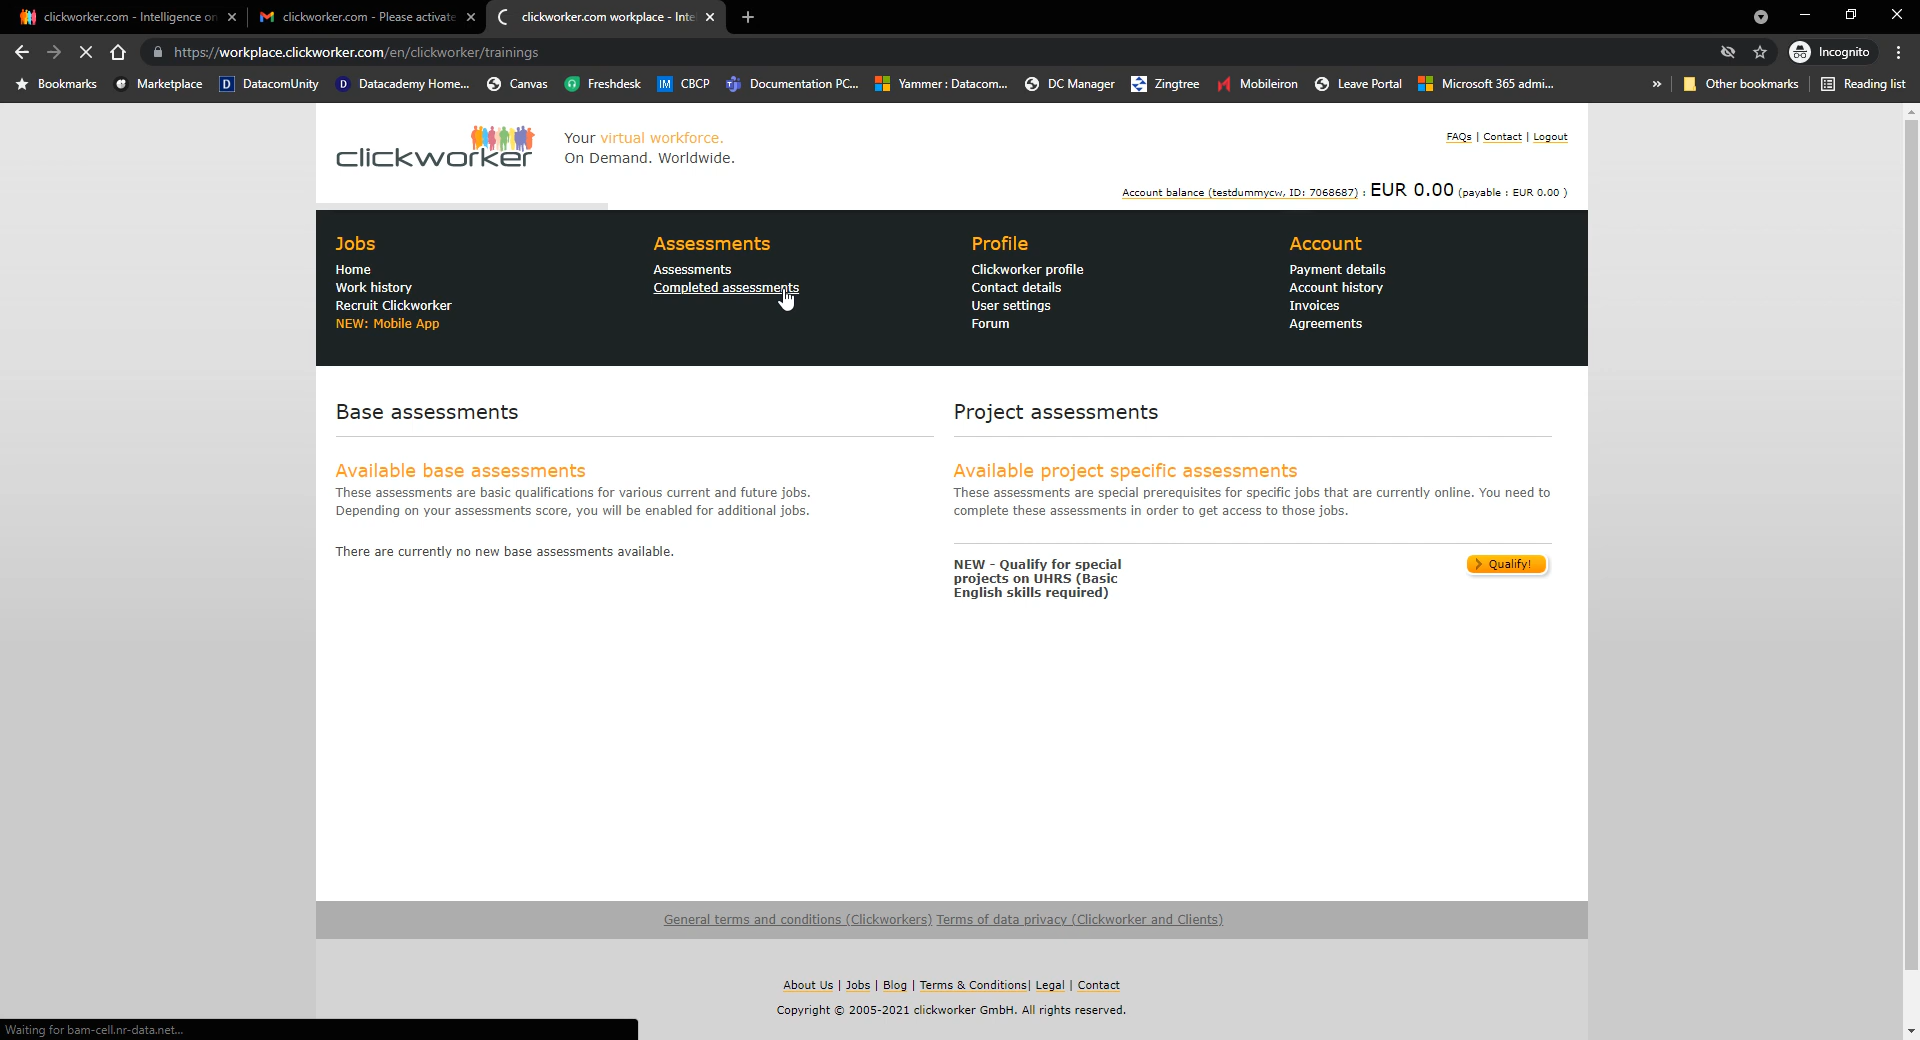 clickworker.com - Intelligence on
clickworker.com - Please activate
clickworker.com workplace - Inte
https://workplace.clickworker.com/en/clickworker/trainings
Incognito
Bookmarks
Marketplace
DatacomUnity
Datacademy Home...
Canvas
Freshdesk
CBCP
Documentation PC...
Yammer : Datacom...
DC Manager
Zingtree
Mobileiron
Leave Portal
Microsoft 365 admi...
»
Other bookmarks
Reading list
clickworker
Your virtual workforce.
On Demand. Worldwide.
FAQs | Contact | Logout
Account balance (testdummycw, ID: 7068687) : EUR 0.00 (payable : EUR 0.00 )
Jobs
Home
Work history
Recruit Clickworker
NEW: Mobile App
Assessments
Assessments
Completed assessments
Profile
Clickworker profile
Contact details
User settings
Forum
Account
Payment details
Account history
Invoices
Agreements
Base assessments
Available base assessments
These assessments are basic qualifications for various current and future jobs.
Depending on your assessments score, you will be enabled for additional jobs.
There are currently no new base assessments available.
Project assessments
Available project specific assessments
These assessments are special prerequisites for specific jobs that are currently online. You need to
complete these assessments in order to get access to those jobs.
NEW - Qualify for special
projects on UHRS (Basic
English skills required)
Qualify!
General terms and conditions (Clickworkers) Terms of data privacy (Clickworker and Clients)
About Us | Jobs | Blog | Terms & Conditions| Legal | Contact
Copyright © 2005-2021 clickworker GmbH. All rights reserved.
Waiting for bam-cell.nr-data.net...